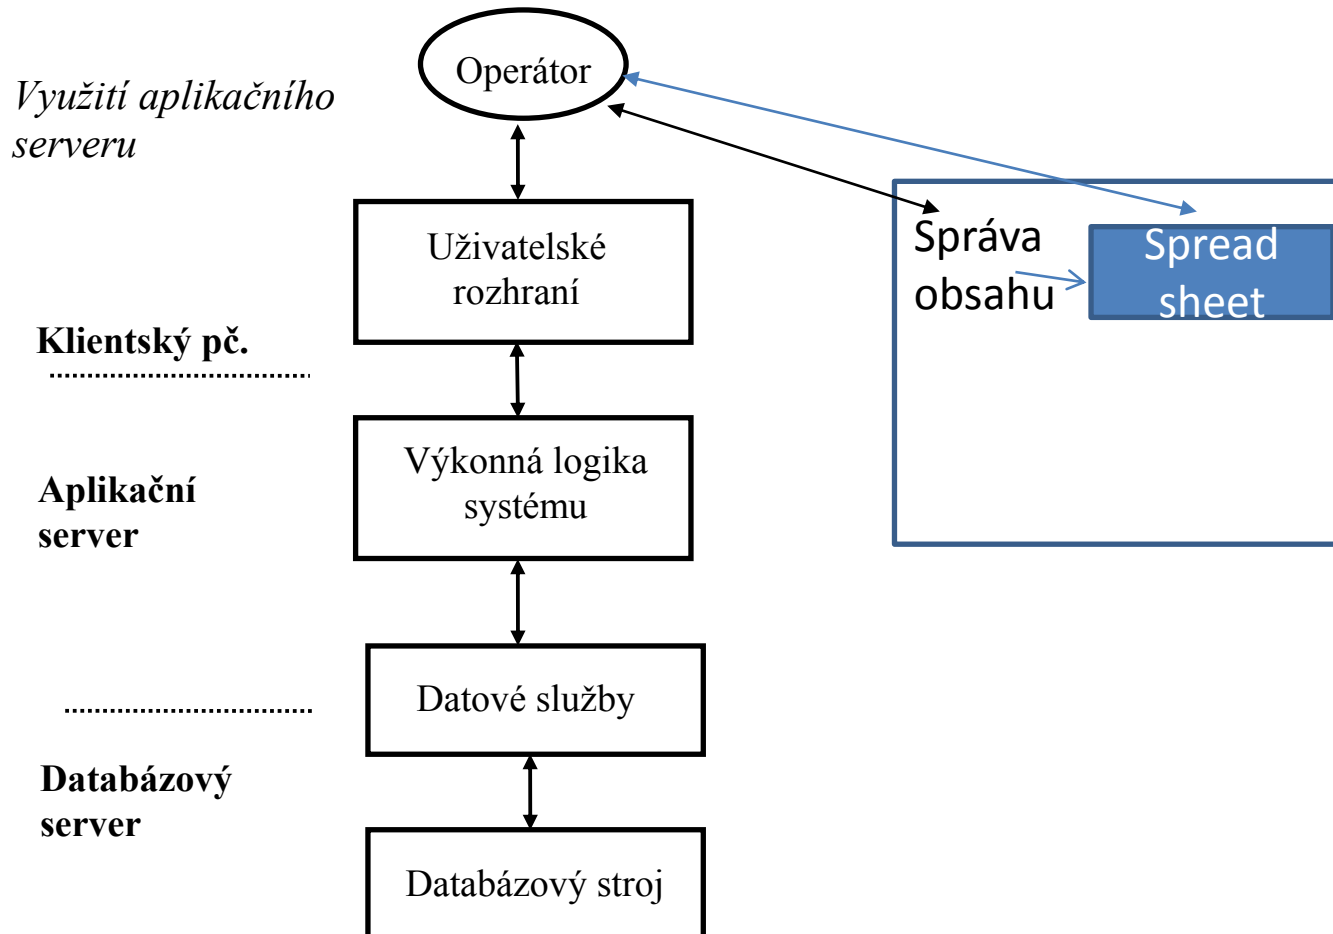 Operátor
Využití aplikačního
serveru
Uživatelské
rozhraní
Správa
obsahu
Spread
sheet
Klientský pč.
Výkonná logika
systému
Aplikační
server
Datové služby
Databázový
server
Databázový stroj